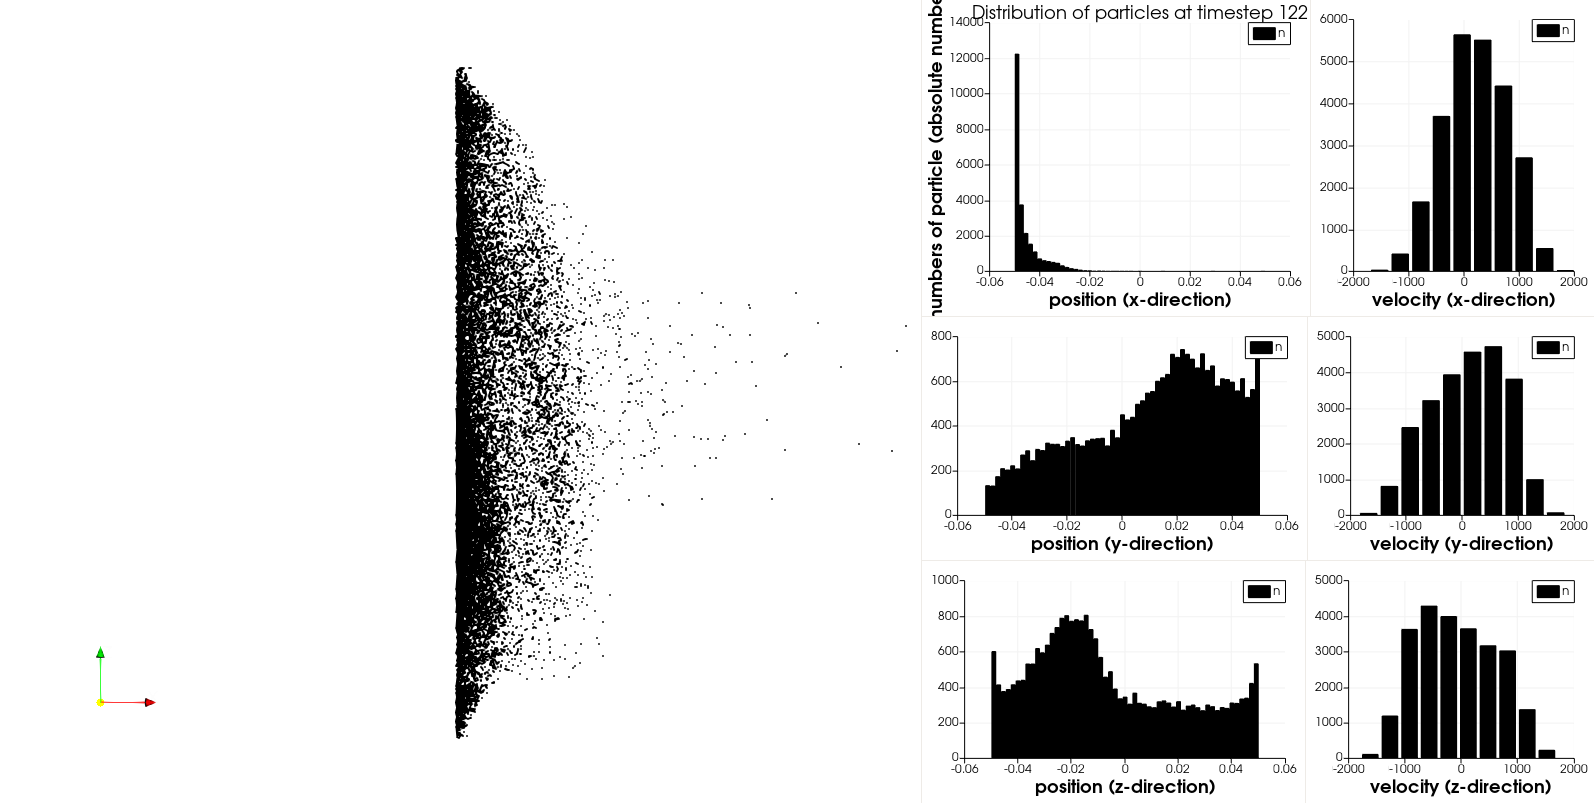 Distribution of particles at timestep 122
numbers of particle (absolute numbe
14000
12000
10000
8000
6000
4000
2000
0
-0.06 -0.04 -0.02 0 0.02 0.04 0.06
position (x-direction)
n
6000
5000
4000
3000
2000
1000
0
-2000 -1000 0 1000 2000
velocity (x-direction)
n
800
600
400
200
0
-0.06 -0.04 -0.02 0 0.02 0.04 0.06
position (y-direction)
n
5000
4000
3000
2000
1000
0
-2000 -1000 0 1000 2000
velocity (y-direction)
n
1000
800
600
400
200
0
-0.06 -0.04 -0.02 0 0.02 0.04 0.06
position (z-direction)
n
5000
4000
3000
2000
1000
0
-2000 -1000 0 1000 2000
velocity (z-direction)
n